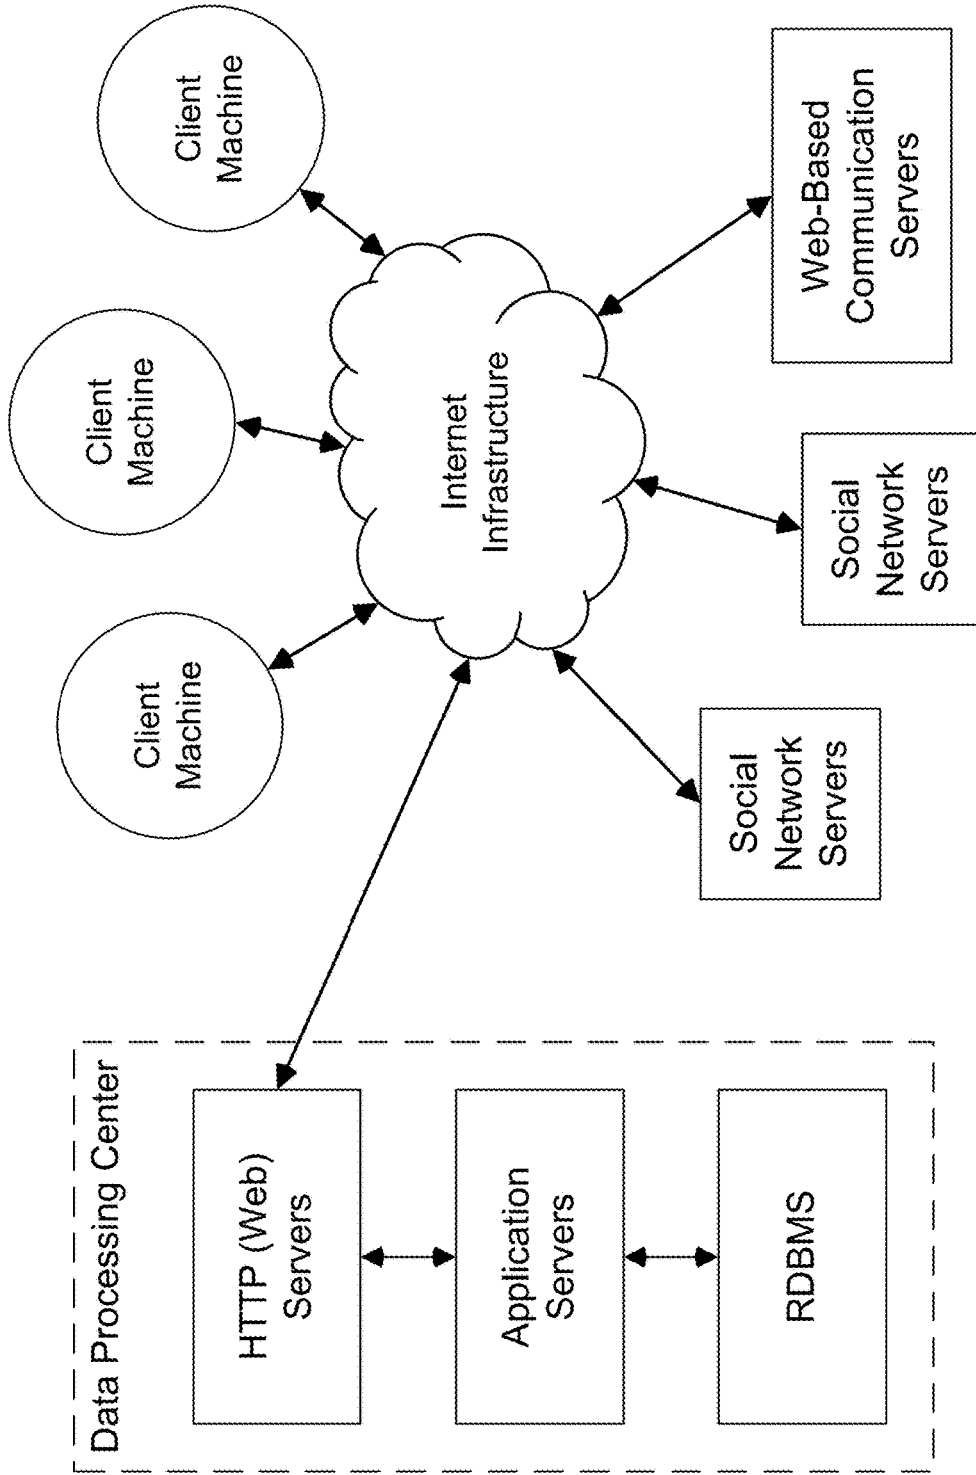 Data Processing Center
HTTP (Web)
Servers
Application
Servers
RDBMS
Client
Machine
Client
Machine
Client
Machine
Internet
Infrastructure
Social
Network
Servers
Social
Network
Servers
Web-Based
Communication
Servers